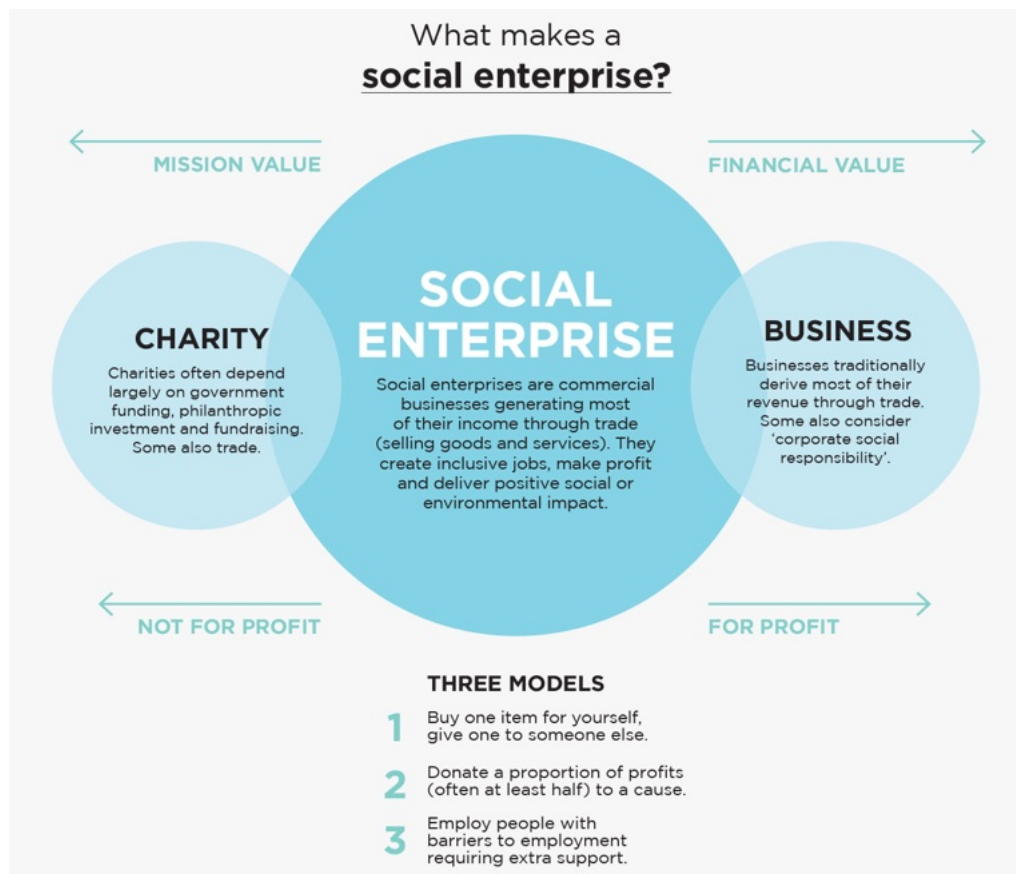 What makes a
social enterprise?
MISSION VALUE
FINANCIAL VALUE
CHARITY
Charities often depend
largely on government
funding, philanthropic
investment and fundraising.
Some also trade.
SOCIAL
ENTERPRISE
Social enterprises are commercial
businesses generating most
of their income through trade
(selling goods and services). They
create inclusive jobs, make profit
and deliver positive social or
environmental impact.
BUSINESS
Businesses traditionally
derive most of their
revenue through trade.
Some also consider
‘corporate social
responsibility’.
NOT FOR PROFIT
FOR PROFIT
THREE MODELS
1 Buy one item for yourself,
give one to someone else.
2 Donate a proportion of profits
(often at least half) to a cause.
3 Employ people with
barriers to employment
requiring extra support.